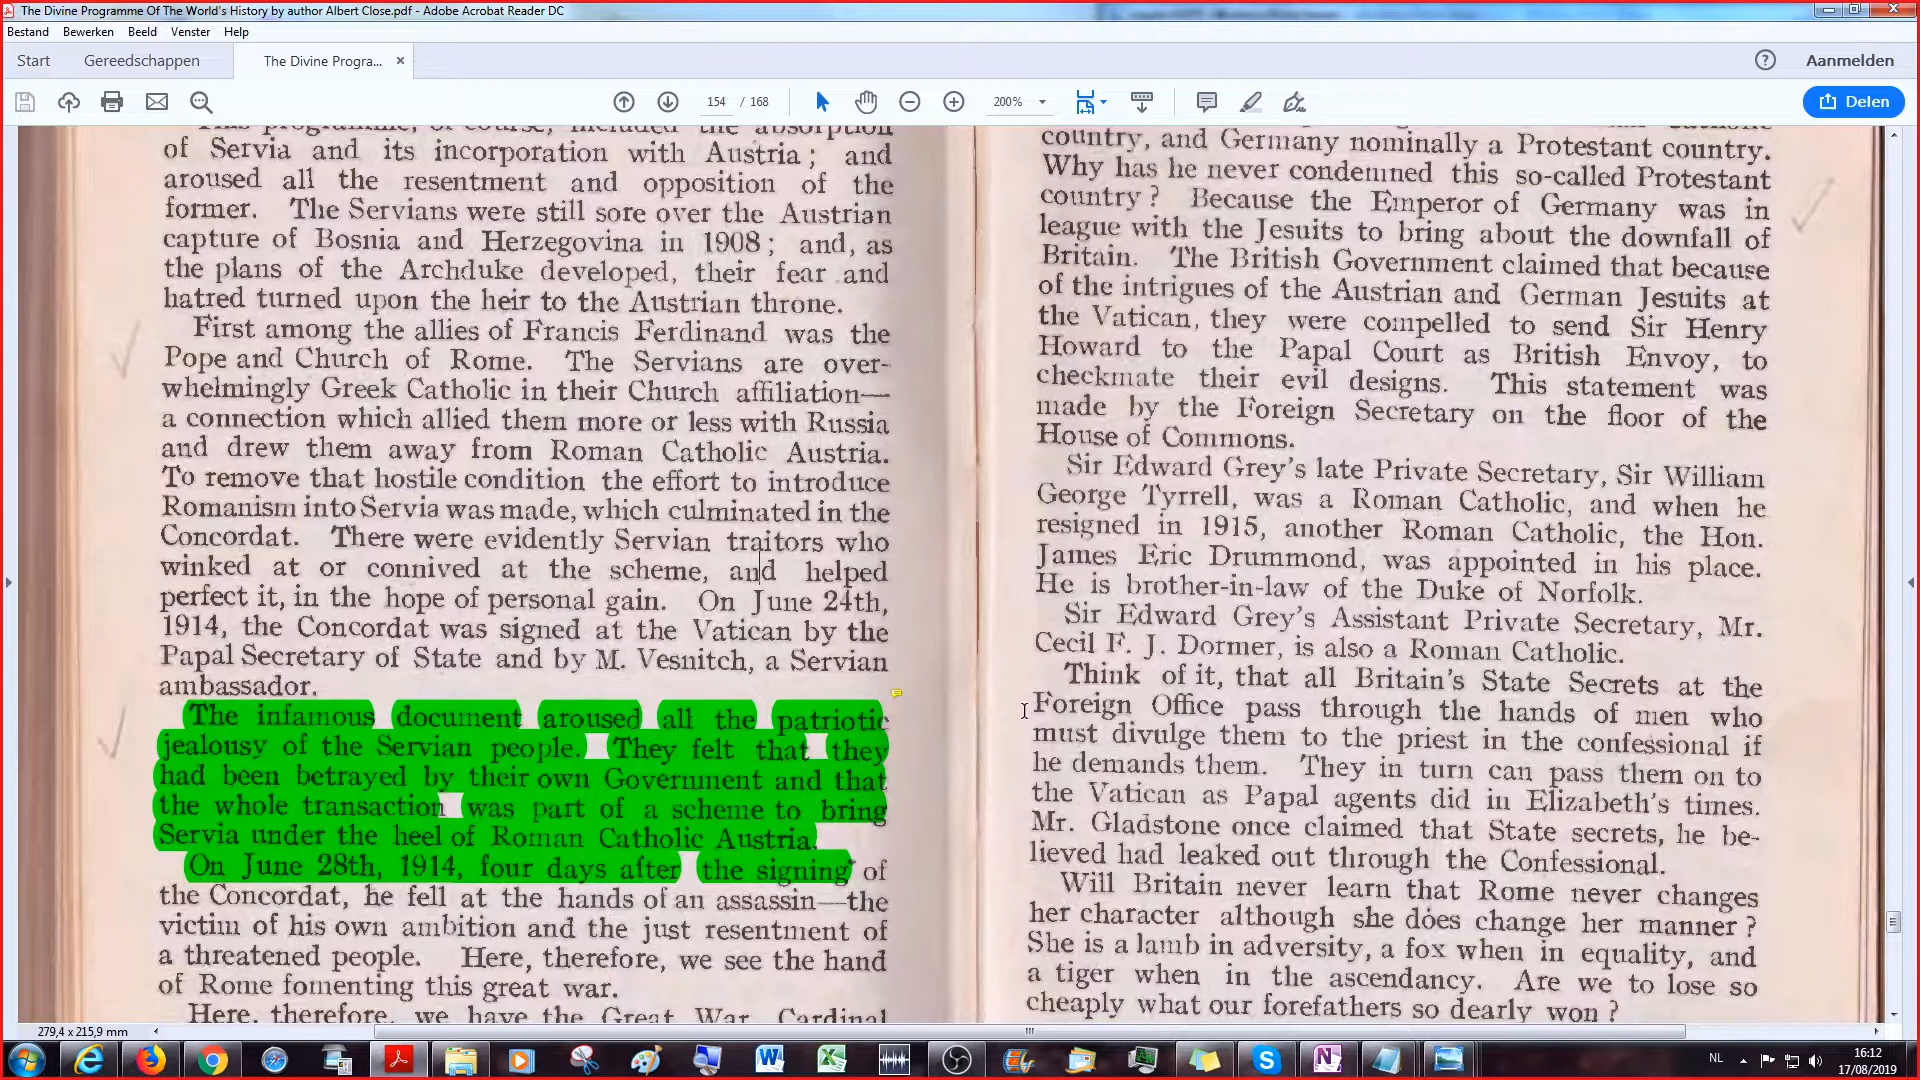 The Divine Programme Of The World's History by author Albert Close.pdf - Adobe Acrobat Reader DC
Bestand Bewerken Beeld Venster Help
Start Gereedschappen The Divine Progra... Aanmelden
154 / 168 200% Delen
This programme, of course, included the absorption
of Servia and its incorporation with Austria ; and
aroused all the resentment and opposition of the
former. The Servians were still sore over the Austrian
capture of Bosnia and Herzegovina in 1908 ; and, as
the plans of the Archduke developed, their fear and
hatred turned upon the heir to the Austrian throne.
First among the allies of Francis Ferdinand was the
Pope and Church of Rome. The Servians are over-
whelmingly Greek Catholic in their Church affiliation—
a connection which allied them more or less with Russia
and drew them away from Roman Catholic Austria.
To remove that hostile condition the effort to introduce
Romanism into Servia was made, which culminated in the
Concordat. There were evidently Servian traitors who
winked at or connived at the scheme, and helped
perfect it, in the hope of personal gain. On June 24th,
1914, the Concordat was signed at the Vatican by the
Papal Secretary of State and by M. Vesnitch, a Servian
ambassador.
The infamous document aroused all the patriotic
jealousy of the Servian people. They felt that they
had been betrayed by their own Government and that
the whole transaction was part of a scheme to bring
Servia under the heel of Roman Catholic Austria.
On June 28th, 1914, four days after the signing of
the Concordat, he fell at the hands of an assassin—the
victim of his own ambition and the just resentment of
a threatened people. Here, therefore, we see the hand
of Rome fomenting this great war.
Here, therefore, we have the Great War. Cardinal
country, and Germany nominally a Protestant country.
Why has he never condemned this so-called Protestant
country ? Because the Emperor of Germany was in
league with the Jesuits to bring about the downfall of
Britain. The British Government claimed that because
of the intrigues of the Austrian and German Jesuits at
the Vatican, they were compelled to send Sir Henry
Howard to the Papal Court as British Envoy, to
checkmate their evil designs. This statement was
made by the Foreign Secretary on the floor of the
House of Commons.
Sir Edward Grey's late Private Secretary, Sir William
George Tyrrell, was a Roman Catholic, and when he
resigned in 1915, another Roman Catholic, the Hon.
James Eric Drummond, was appointed in his place.
He is brother-in-law of the Duke of Norfolk.
Sir Edward Grey's Assistant Private Secretary, Mr.
Cecil F. J. Dormer, is also a Roman Catholic.
Think of it, that all Britain's State Secrets at the
Foreign Office pass through the hands of men who
must divulge them to the priest in the confessional if
he demands them. They in turn can pass them on to
the Vatican as Papal agents did in Elizabeth's times.
Mr. Gladstone once claimed that State secrets, he be-
lieved had leaked out through the Confessional.
Will Britain never learn that Rome never changes
her character although she does change her manner ?
She is a lamb in adversity, a fox when in equality, and
a tiger when in the ascendancy. Are we to lose so
cheaply what our forefathers so dearly won ?
279,4 x 215,9 mm
NL
16:12
17/08/2019